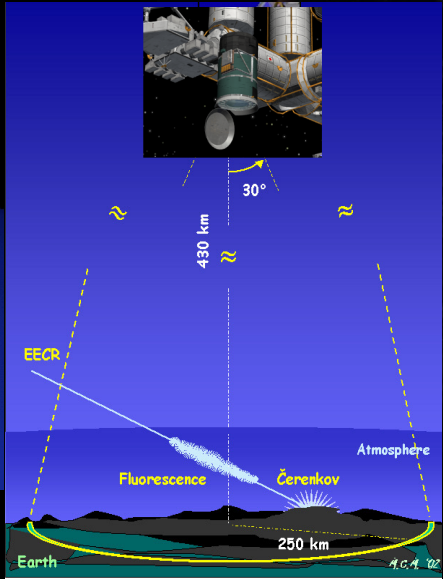 30°
430 km
≈
≈
≈
EECR
Atmosphere
Fluorescence
Čerenkov
250 km
Earth
A.C.A. '02